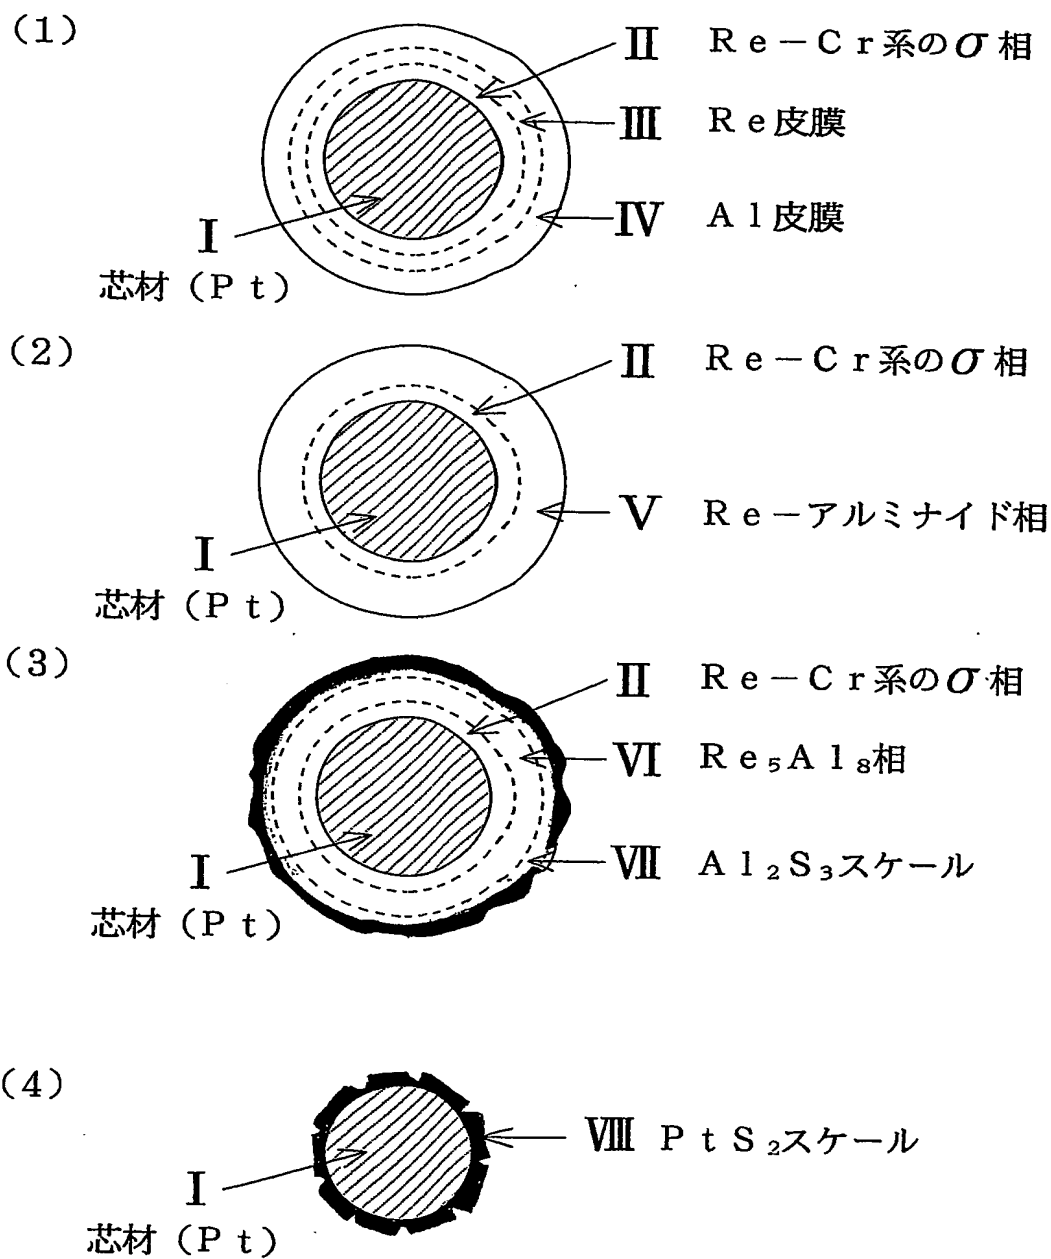 (1)
Ⅱ Re－Cr系のσ相
Ⅲ Re皮膜
Ⅳ Al皮膜
Ⅰ
芯材（Pt）
(2)
Ⅱ Re－Cr系のσ相
Ⅴ Re－アルミナイド相
Ⅰ
芯材（Pt）
(3)
Ⅱ Re－Cr系のσ相
Ⅵ Re₅Al₈相
Ⅶ Al₂S₃スケール
Ⅰ
芯材（Pt）
(4)
Ⅷ PtS₂スケール
Ⅰ
芯材（Pt）